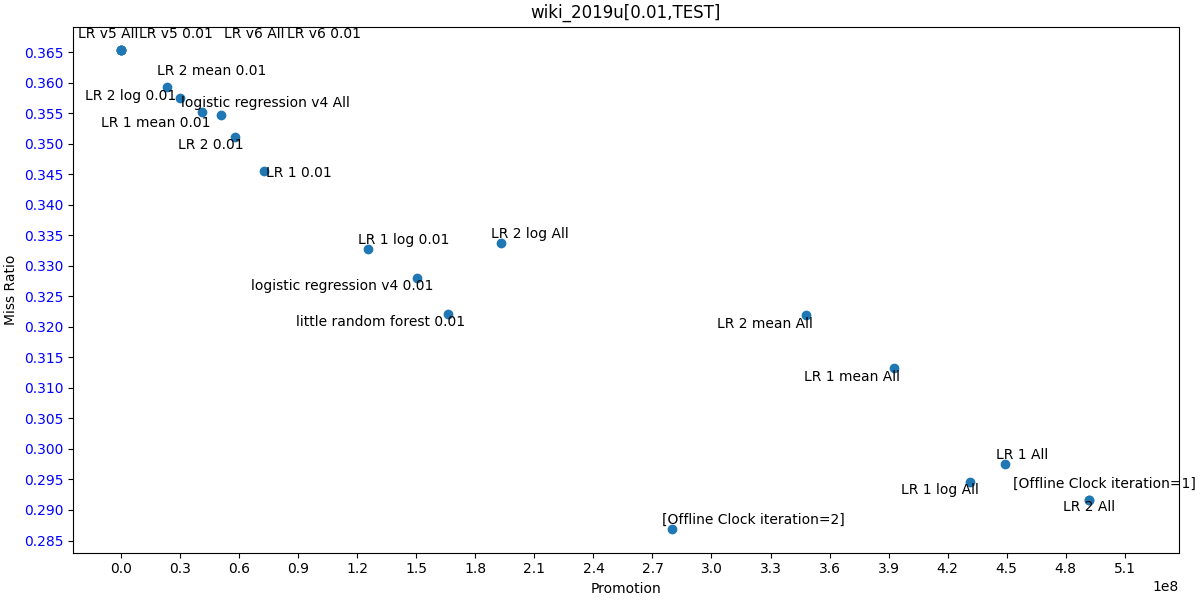 wiki_2019u[0.01,TEST]
LR v5 All LR v5 0.01 LR v6 All LR v6 0.01
LR 2 mean 0.01
LR 2 log 0.01
logistic regression v4 All
LR 1 mean 0.01
LR 2 0.01
LR 1 0.01
LR 1 log 0.01
LR 2 log All
logistic regression v4 0.01
little random forest 0.01
LR 2 mean All
LR 1 mean All
LR 1 All
[Offline Clock iteration=1]
LR 1 log All
LR 2 All
[Offline Clock iteration=2]
Miss Ratio
0.365
0.360
0.355
0.350
0.345
0.340
0.335
0.330
0.325
0.320
0.315
0.310
0.305
0.300
0.295
0.290
0.285
0.0 0.3 0.6 0.9 1.2 1.5 1.8 2.1 2.4 2.7 3.0 3.3 3.6 3.9 4.2 4.5 4.8 5.1
1e8
Promotion